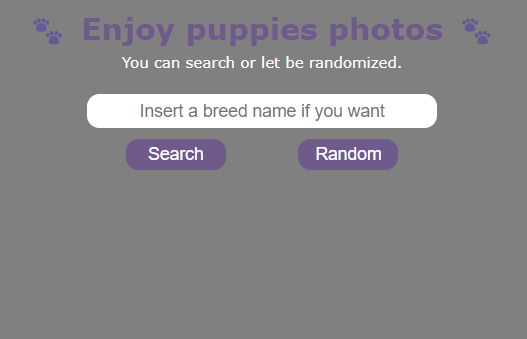 🐾 Enjoy puppies photos 🐾
You can search or let be randomized.
Insert a breed name if you want
Search Random